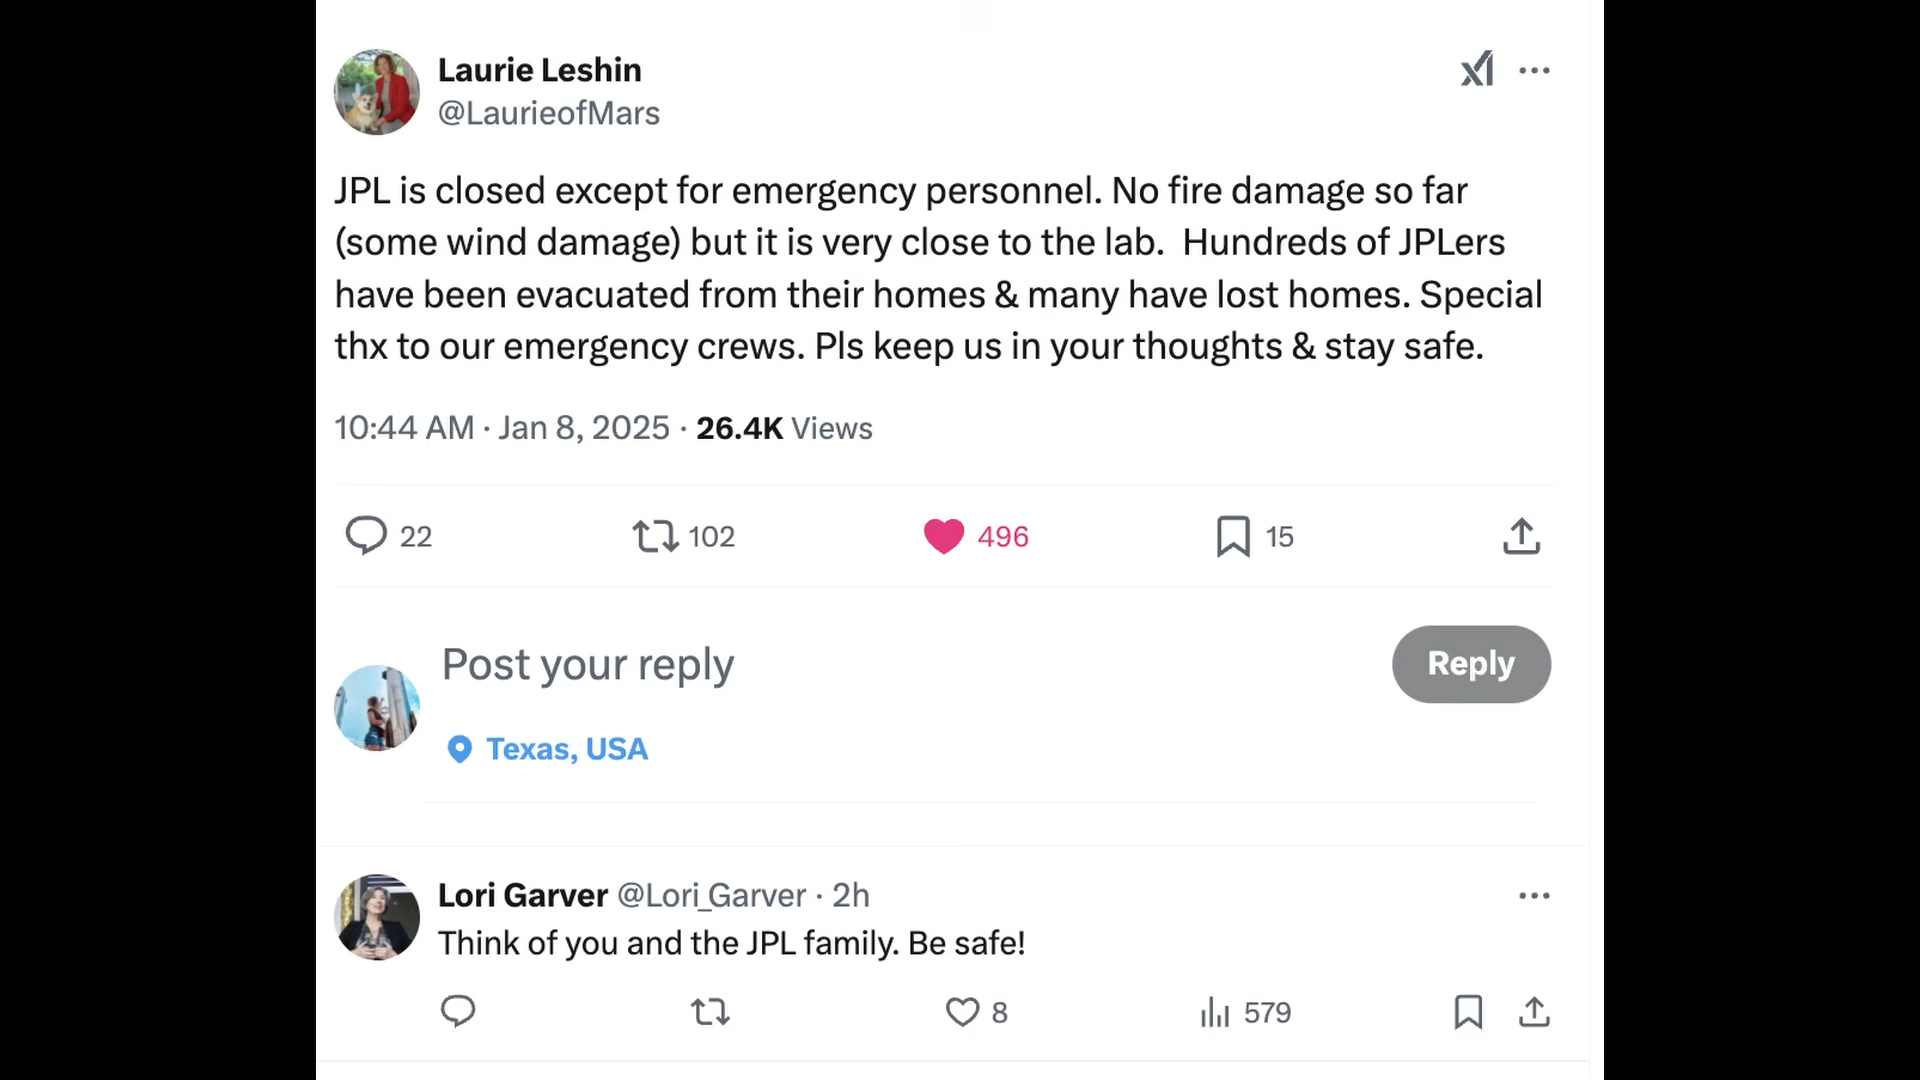 Laurie Leshin
@LaurieofMars
JPL is closed except for emergency personnel. No fire damage so far
(some wind damage) but it is very close to the lab.  Hundreds of JPLers
have been evacuated from their homes & many have lost homes. Special
thx to our emergency crews. Pls keep us in your thoughts & stay safe.
10:44 AM · Jan 8, 2025 · 26.4K Views
22 102 496 15
Post your reply
Reply
Texas, USA
Lori Garver @Lori_Garver · 2h
Think of you and the JPL family. Be safe!
8 579